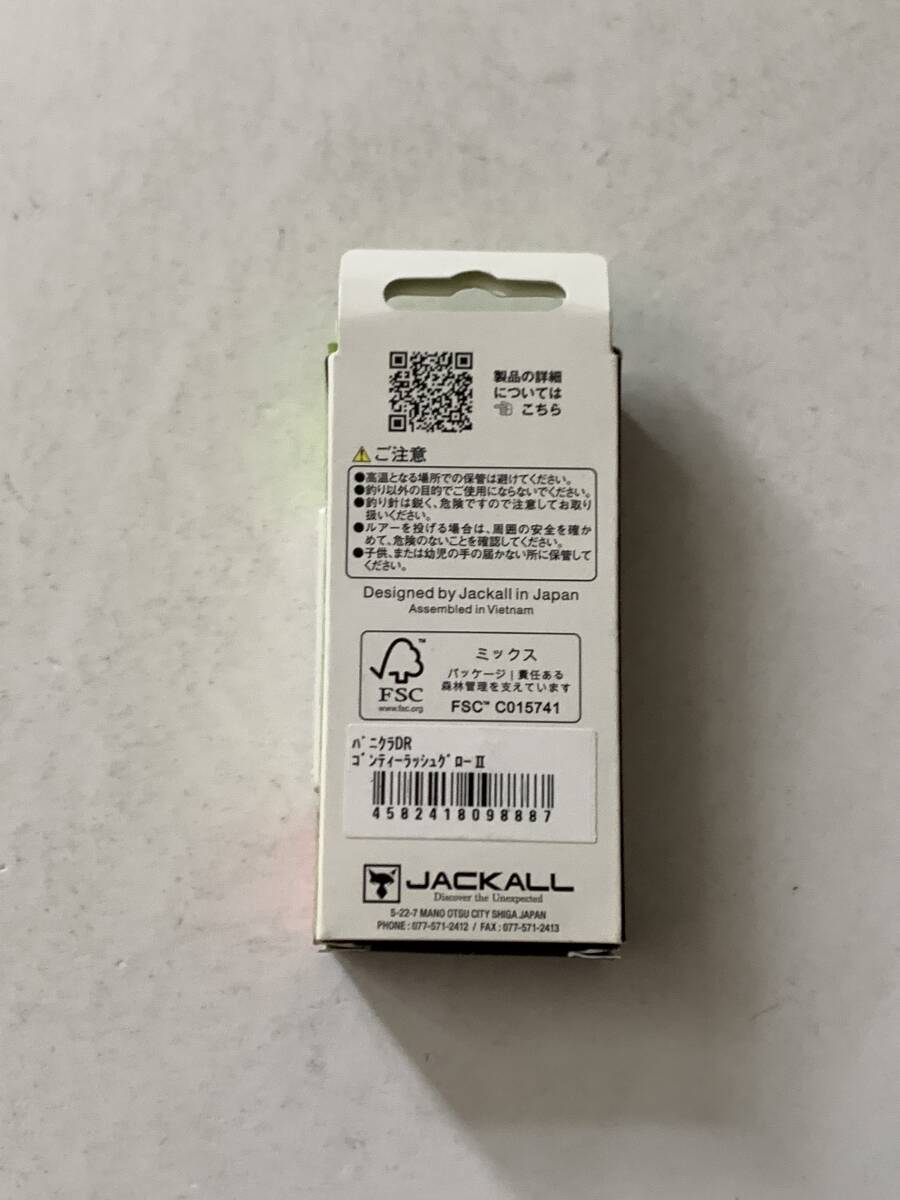 製品の詳細
については
こちら
ご注意
●高温となる場所での保管は避けてください。
●釣り以外の目的でご使用にならないでください。
●釣り針は鋭く、危険ですので注意してお取り
扱いください。
●ルアーを投げる場合は、周囲の安全を確か
めて、危険のないことを確認してください。
●子供、または幼児の手の届かない所に保管して
ください。
Designed by Jackall in Japan
Assembled in Vietnam
FSC
www.fsc.org
ミックス
パッケージ|責任ある
森林管理を支えています
FSC™ C015741
ﾊﾞﾆｸﾗDR
ｺﾞﾝﾃｨｰﾗｯｼｭｸﾞﾛｰⅡ
4582418098887
JACKALL
Discover the Unexpected
5-22-7 MANO OTSU CITY SHIGA.JAPAN
PHONE : 077-571-2412 / FAX : 077-571-2413